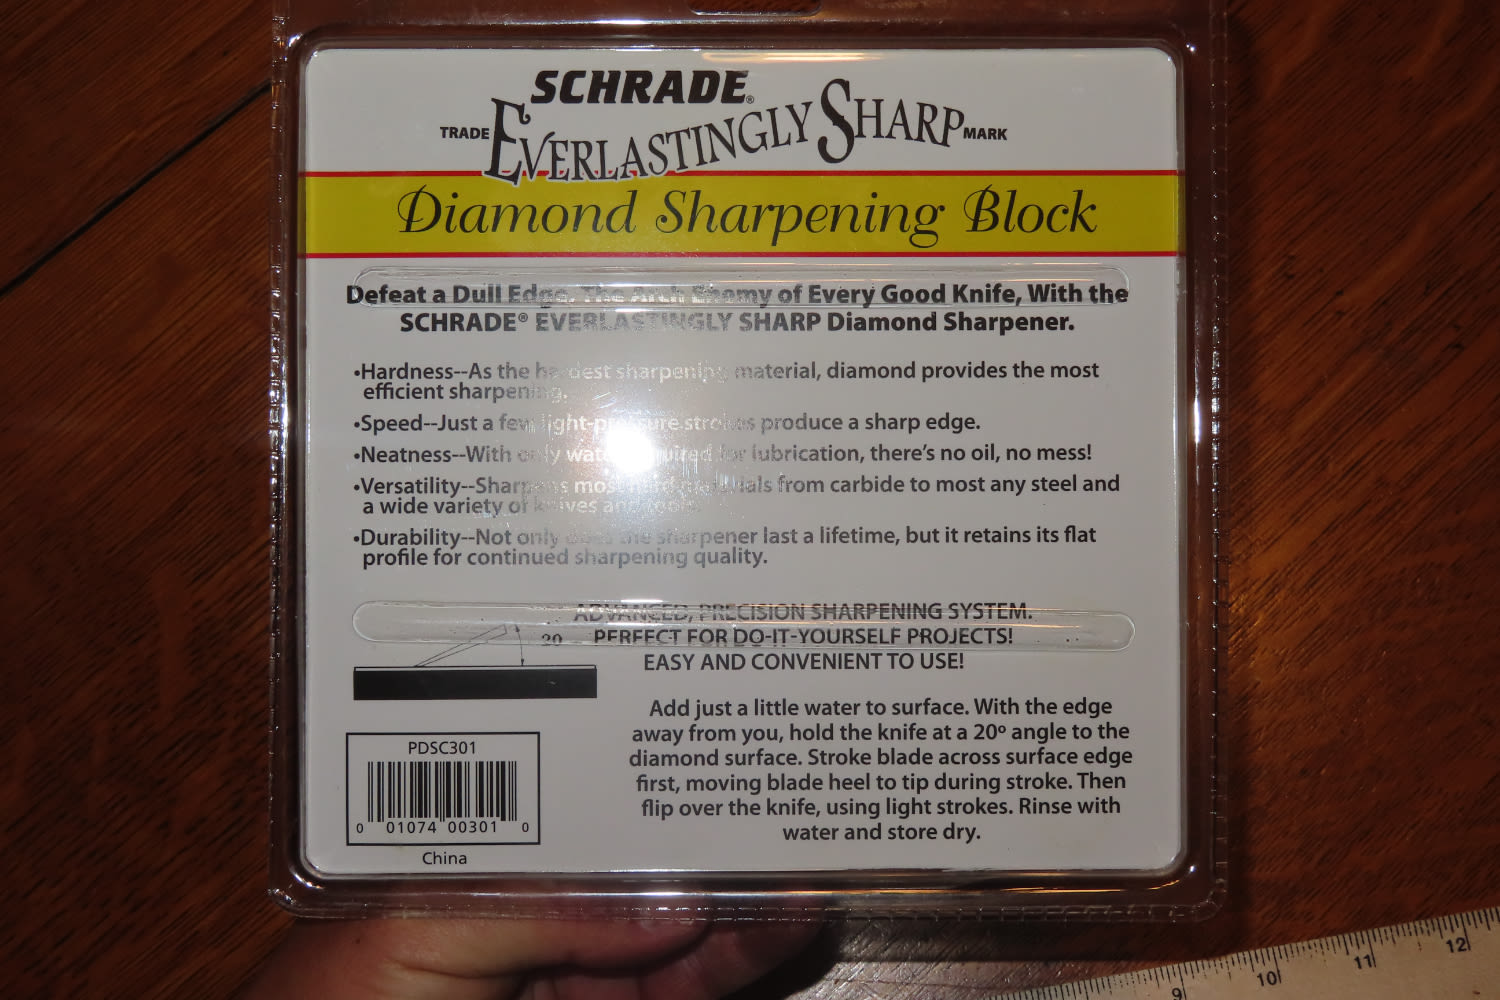 SCHRADE®
TRADE EVERLASTINGLY SHARP MARK
Diamond Sharpening Block
Defeat a Dull Edge, The Arch Enemy of Every Good Knife, With the
SCHRADE® EVERLASTINGLY SHARP Diamond Sharpener.
•Hardness--As the hardest sharpening material, diamond provides the most
efficient sharpening.
•Speed--Just a few light-pressure strokes produce a sharp edge.
•Neatness--With only water required for lubrication, there's no oil, no mess!
•Versatility--Sharpens most hard materials from carbide to most any steel and
a wide variety of knives and tools.
•Durability--Not only does the sharpener last a lifetime, but it retains its flat
profile for continued sharpening quality.
ADVANCED, PRECISION SHARPENING SYSTEM.
20 PERFECT FOR DO-IT-YOURSELF PROJECTS!
EASY AND CONVENIENT TO USE!
Add just a little water to surface. With the edge
away from you, hold the knife at a 20º angle to the
diamond surface. Stroke blade across surface edge
first, moving blade heel to tip during stroke. Then
flip over the knife, using light strokes. Rinse with
water and store dry.
PDSC301
0 01074 00301 0
China
9 10 11 12